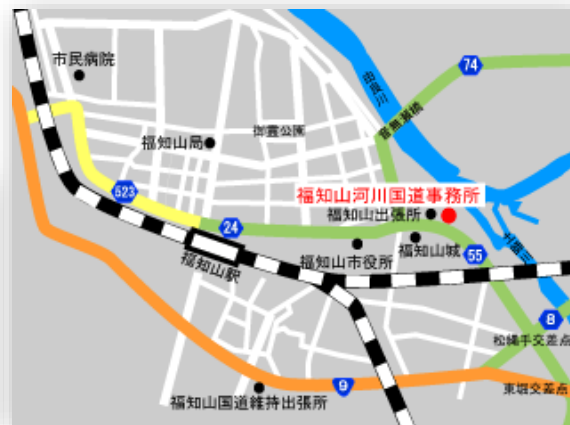 市民病院
74
由良川
音無瀬橋
御霊公園
福知山局
福知山河川国道事務所
523
福知山出張所
24
福知山城
福知山市役所
55
福知山駅
8
松縄手交差点
9
東堀交差点
福知山国道維持出張所